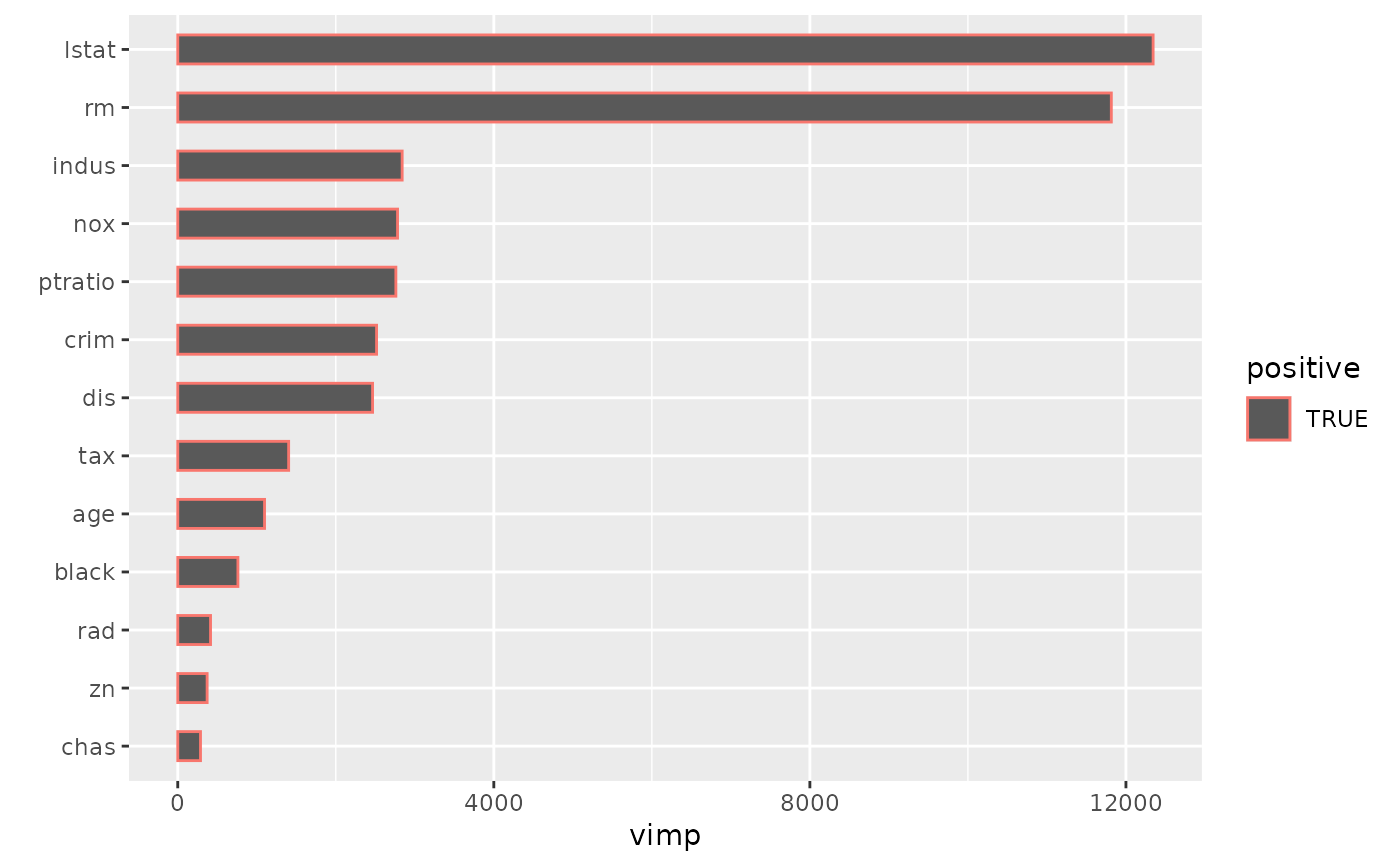 lstat
rm
indus
nox
ptratio
crim
dis
tax
age
black
rad
zn
chas
0 4000 8000 12000
vimp
positive
TRUE